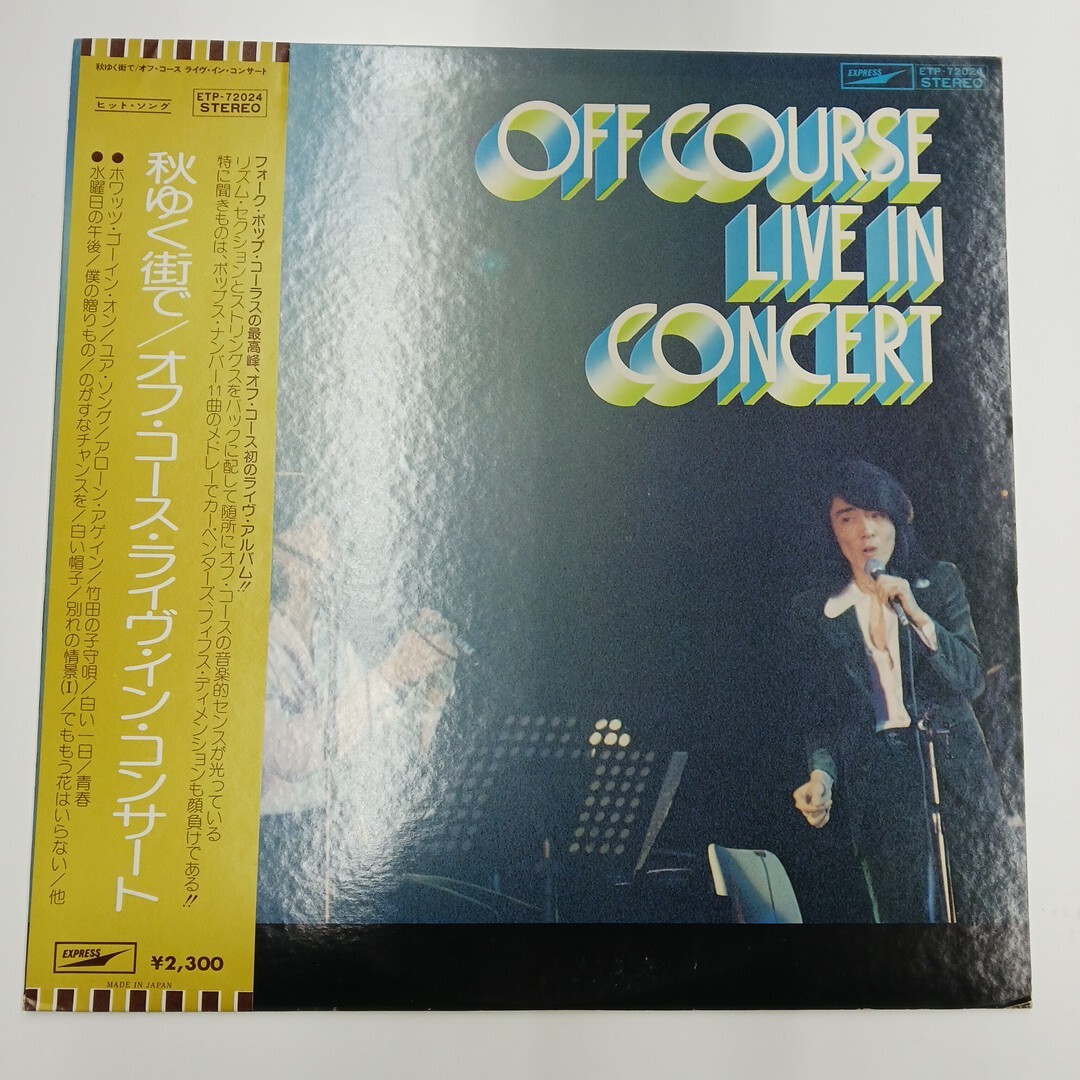 秋ゆく街で/オフ・コース ライヴ・イン・コンサート
ヒット・ソング
ETP-72024
STEREO
フォーク・ポップ・コーラスの最高峰、オフ・コース初のライヴ・アルバム!!
リズム・セクションとストリングスをバックに配して随所にオフ・コースの音楽的センスが光っている
特に聞きものは、ポップス・ナンバー11曲のメドレーでカーペンターズ、フィフス・ディメンションも顔負けである!!
秋ゆく街で/オフ・コース・ライヴ・イン・コンサート
●ホワッツ・ゴーイン・オン/ユア・ソング/アローン・アゲイン/竹田の子守唄/白い一日/青春
●水曜日の午後/僕の贈りもの/のがすなチャンスを/白い帽子/別れの情景(I)/でももう花はいらない/他
EXPRESS
¥2,300
MADE IN JAPAN
EXPRESS
ETP-72024
STEREO
OFF COURSE
LIVE IN
CONCERT